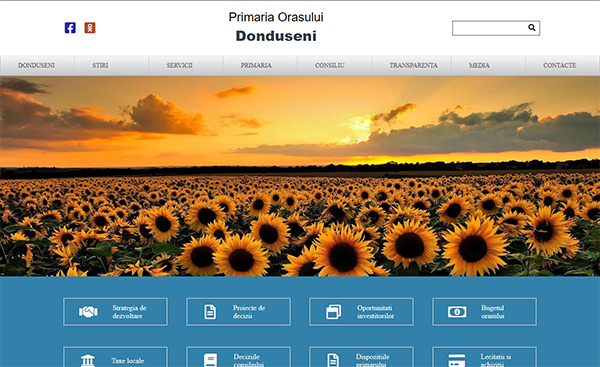 Primaria Orasului
Donduseni
DONDUSENI STIRI SERVICII PRIMARIA CONSILIU TRANSPARENTA MEDIA CONTACTE
Strategia de
dezvoltare
Proiecte de
decizii
Oportunitati
investitorilor
Bugetul
orasului
Taxe locale
Deciziile
consiliului
Dispozitiile
primarului
Lecitatii si
achizitii